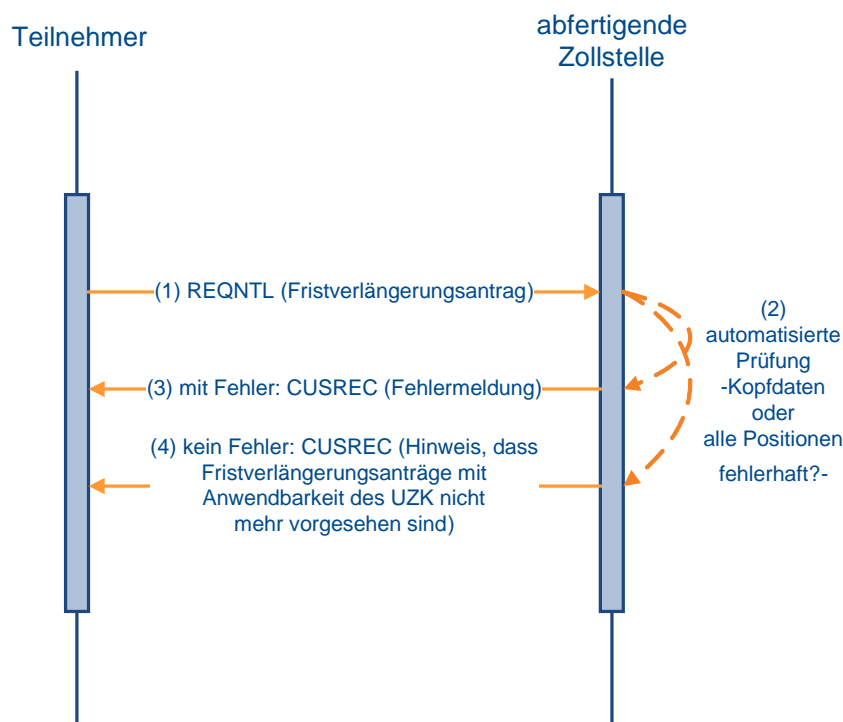 Teilnehmer
abfertigende
Zollstelle
(1) REQNTL (Fristverlängerungsantrag)
(2)
automatisierte
Prüfung
-Kopfdaten
oder
alle Positionen
fehlerhaft?-
(3) mit Fehler: CUSREC (Fehlermeldung)
(4) kein Fehler: CUSREC (Hinweis, dass
Fristverlängerungsanträge mit
Anwendbarkeit des UZK nicht
mehr vorgesehen sind)